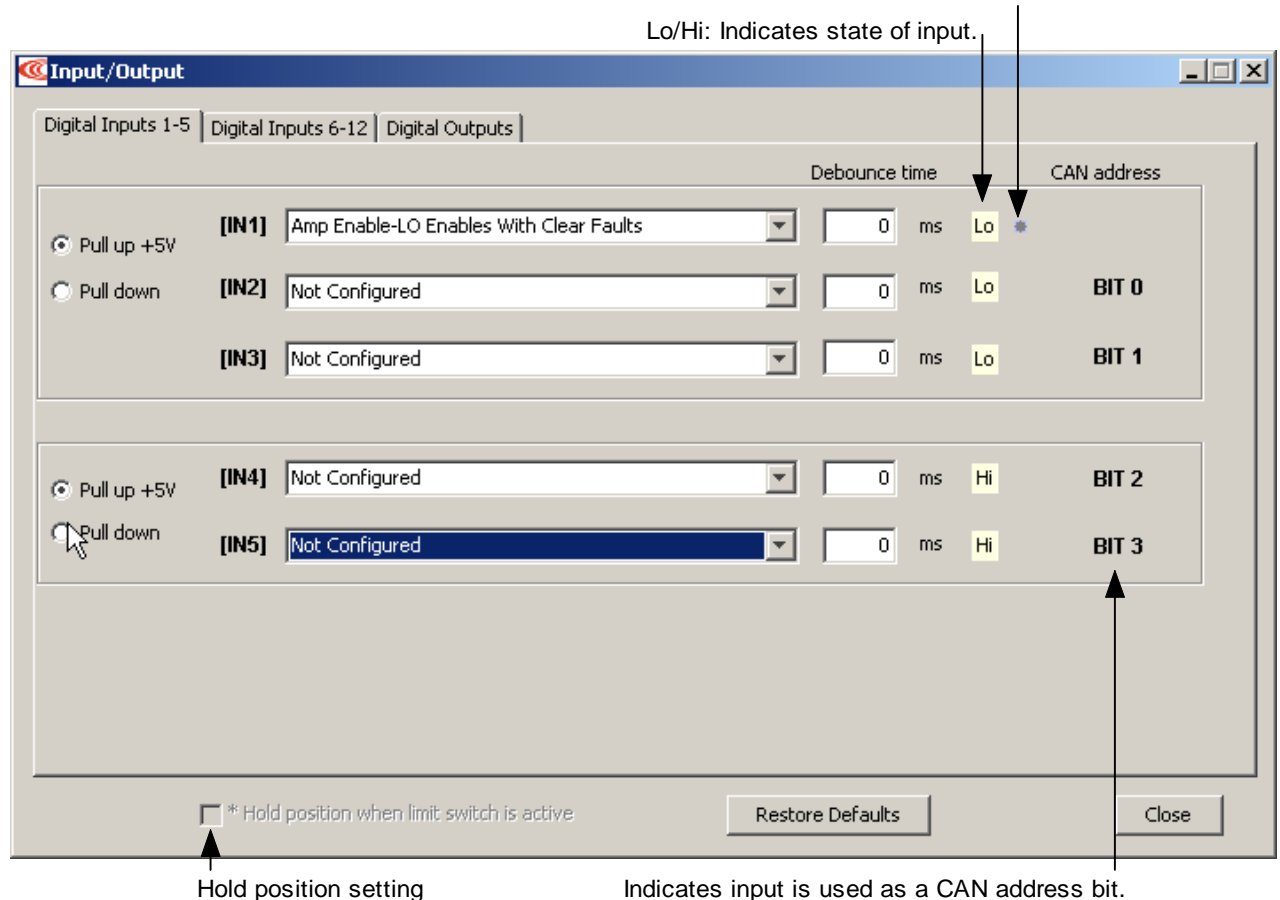 Lo/Hi: Indicates state of input.
Input/Output
Digital Inputs 1-5 Digital Inputs 6-12 Digital Outputs
Debounce time CAN address
Pull up +5V
Pull down
[IN1] Amp Enable-LO Enables With Clear Faults 0 ms Lo
[IN2] Not Configured 0 ms Lo BIT 0
[IN3] Not Configured 0 ms Lo BIT 1
Pull up +5V
Pull down
[IN4] Not Configured 0 ms Hi BIT 2
[IN5] Not Configured 0 ms Hi BIT 3
* Hold position when limit switch is active Restore Defaults Close
Hold position setting Indicates input is used as a CAN address bit.